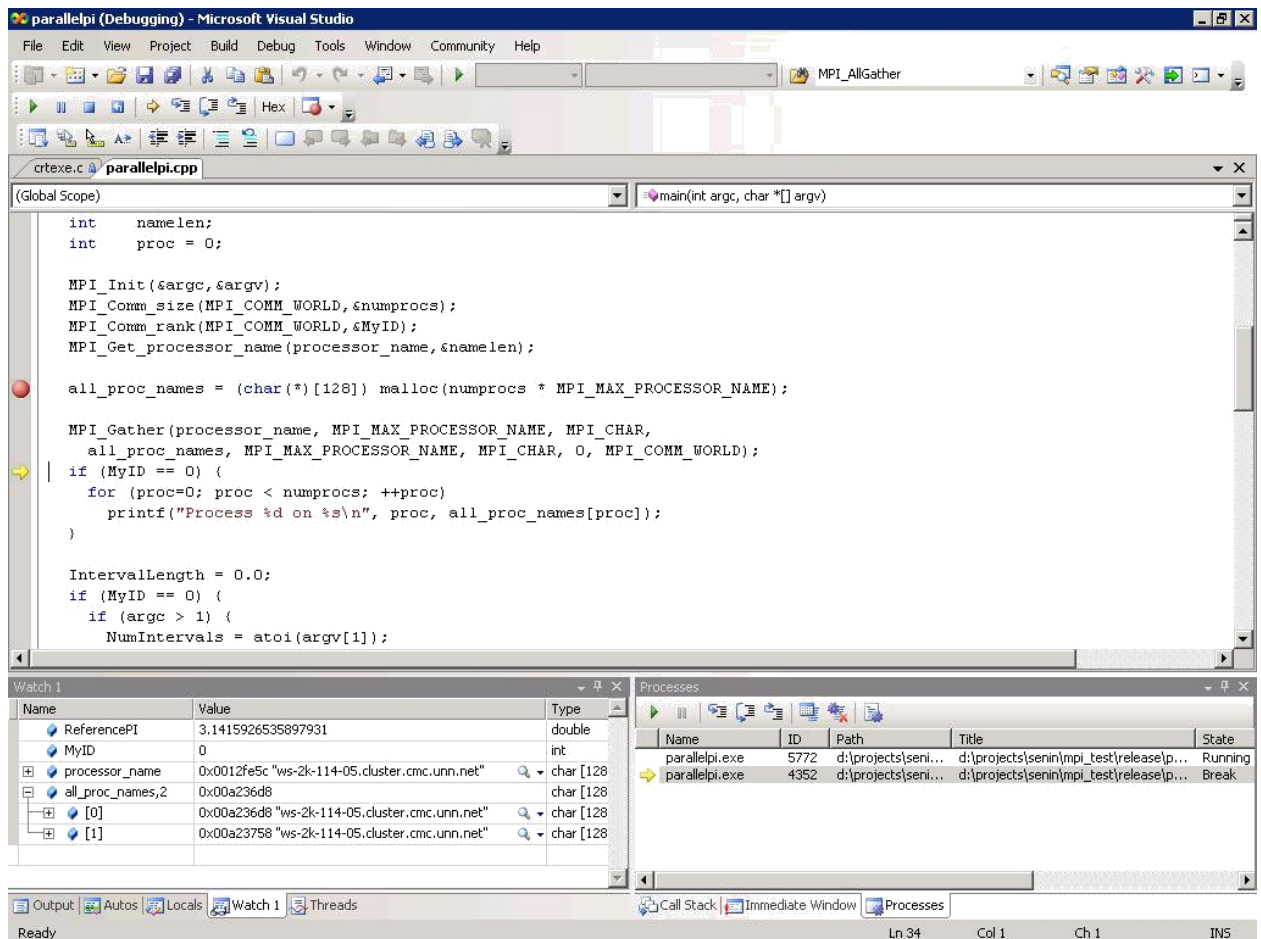 parallelpi (Debugging) - Microsoft Visual Studio
File Edit View Project Build Debug Tools Window Community Help
MPI_AllGather
Hex
crtexe.c parallelpi.cpp
(Global Scope) main(int argc, char *[] argv)
int namelen;
int proc = 0;
MPI_Init(&argc,&argv);
MPI_Comm_size(MPI_COMM_WORLD,&numprocs);
MPI_Comm_rank(MPI_COMM_WORLD,&MyID);
MPI_Get_processor_name(processor_name,&namelen);
all_proc_names = (char(*)[128]) malloc(numprocs * MPI_MAX_PROCESSOR_NAME);
MPI_Gather(processor_name, MPI_MAX_PROCESSOR_NAME, MPI_CHAR,
all_proc_names, MPI_MAX_PROCESSOR_NAME, MPI_CHAR, 0, MPI_COMM_WORLD);
if (MyID == 0) {
for (proc=0; proc < numprocs; ++proc)
printf("Process %d on %s\n", proc, all_proc_names[proc]);
}
IntervalLength = 0.0;
if (MyID == 0) {
if (argc > 1) {
NumIntervals = atoi(argv[1]);
Watch 1
Name Value Type
ReferencePI 3.1415926535897931 double
MyID 0 int
processor_name 0x0012fe5c "ws-2k-114-05.cluster.cmc.unn.net" char [128
all_proc_names,2 0x00a236d8 char [128
[0] 0x00a236d8 "ws-2k-114-05.cluster.cmc.unn.net" char [128
[1] 0x00a23758 "ws-2k-114-05.cluster.cmc.unn.net" char [128
Processes
Name ID Path Title State
parallelpi.exe 5772 d:\projects\seni... d:\projects\senin\mpi_test\release\p... Running
parallelpi.exe 4352 d:\projects\seni... d:\projects\senin\mpi_test\release\p... Break
Output Autos Locals Watch 1 Threads
Call Stack Immediate Window Processes
Ready Ln 34 Col 1 Ch 1 INS